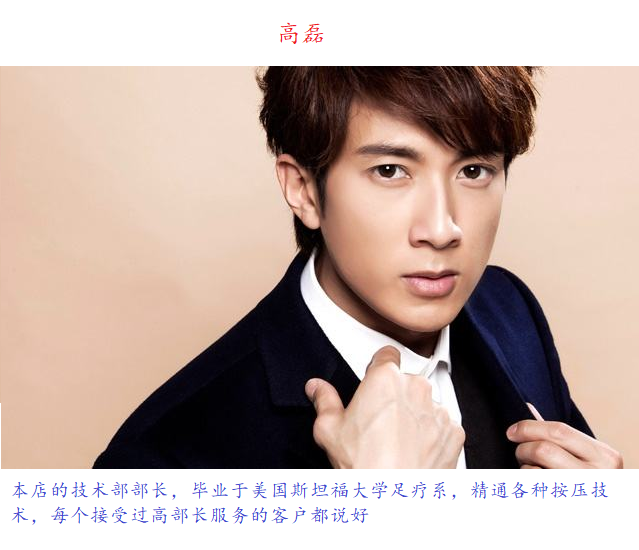 高磊
本店的技术部部长，毕业于美国斯坦福大学足疗系，精通各种按压技
术，每个接受过高部长服务的客户都说好